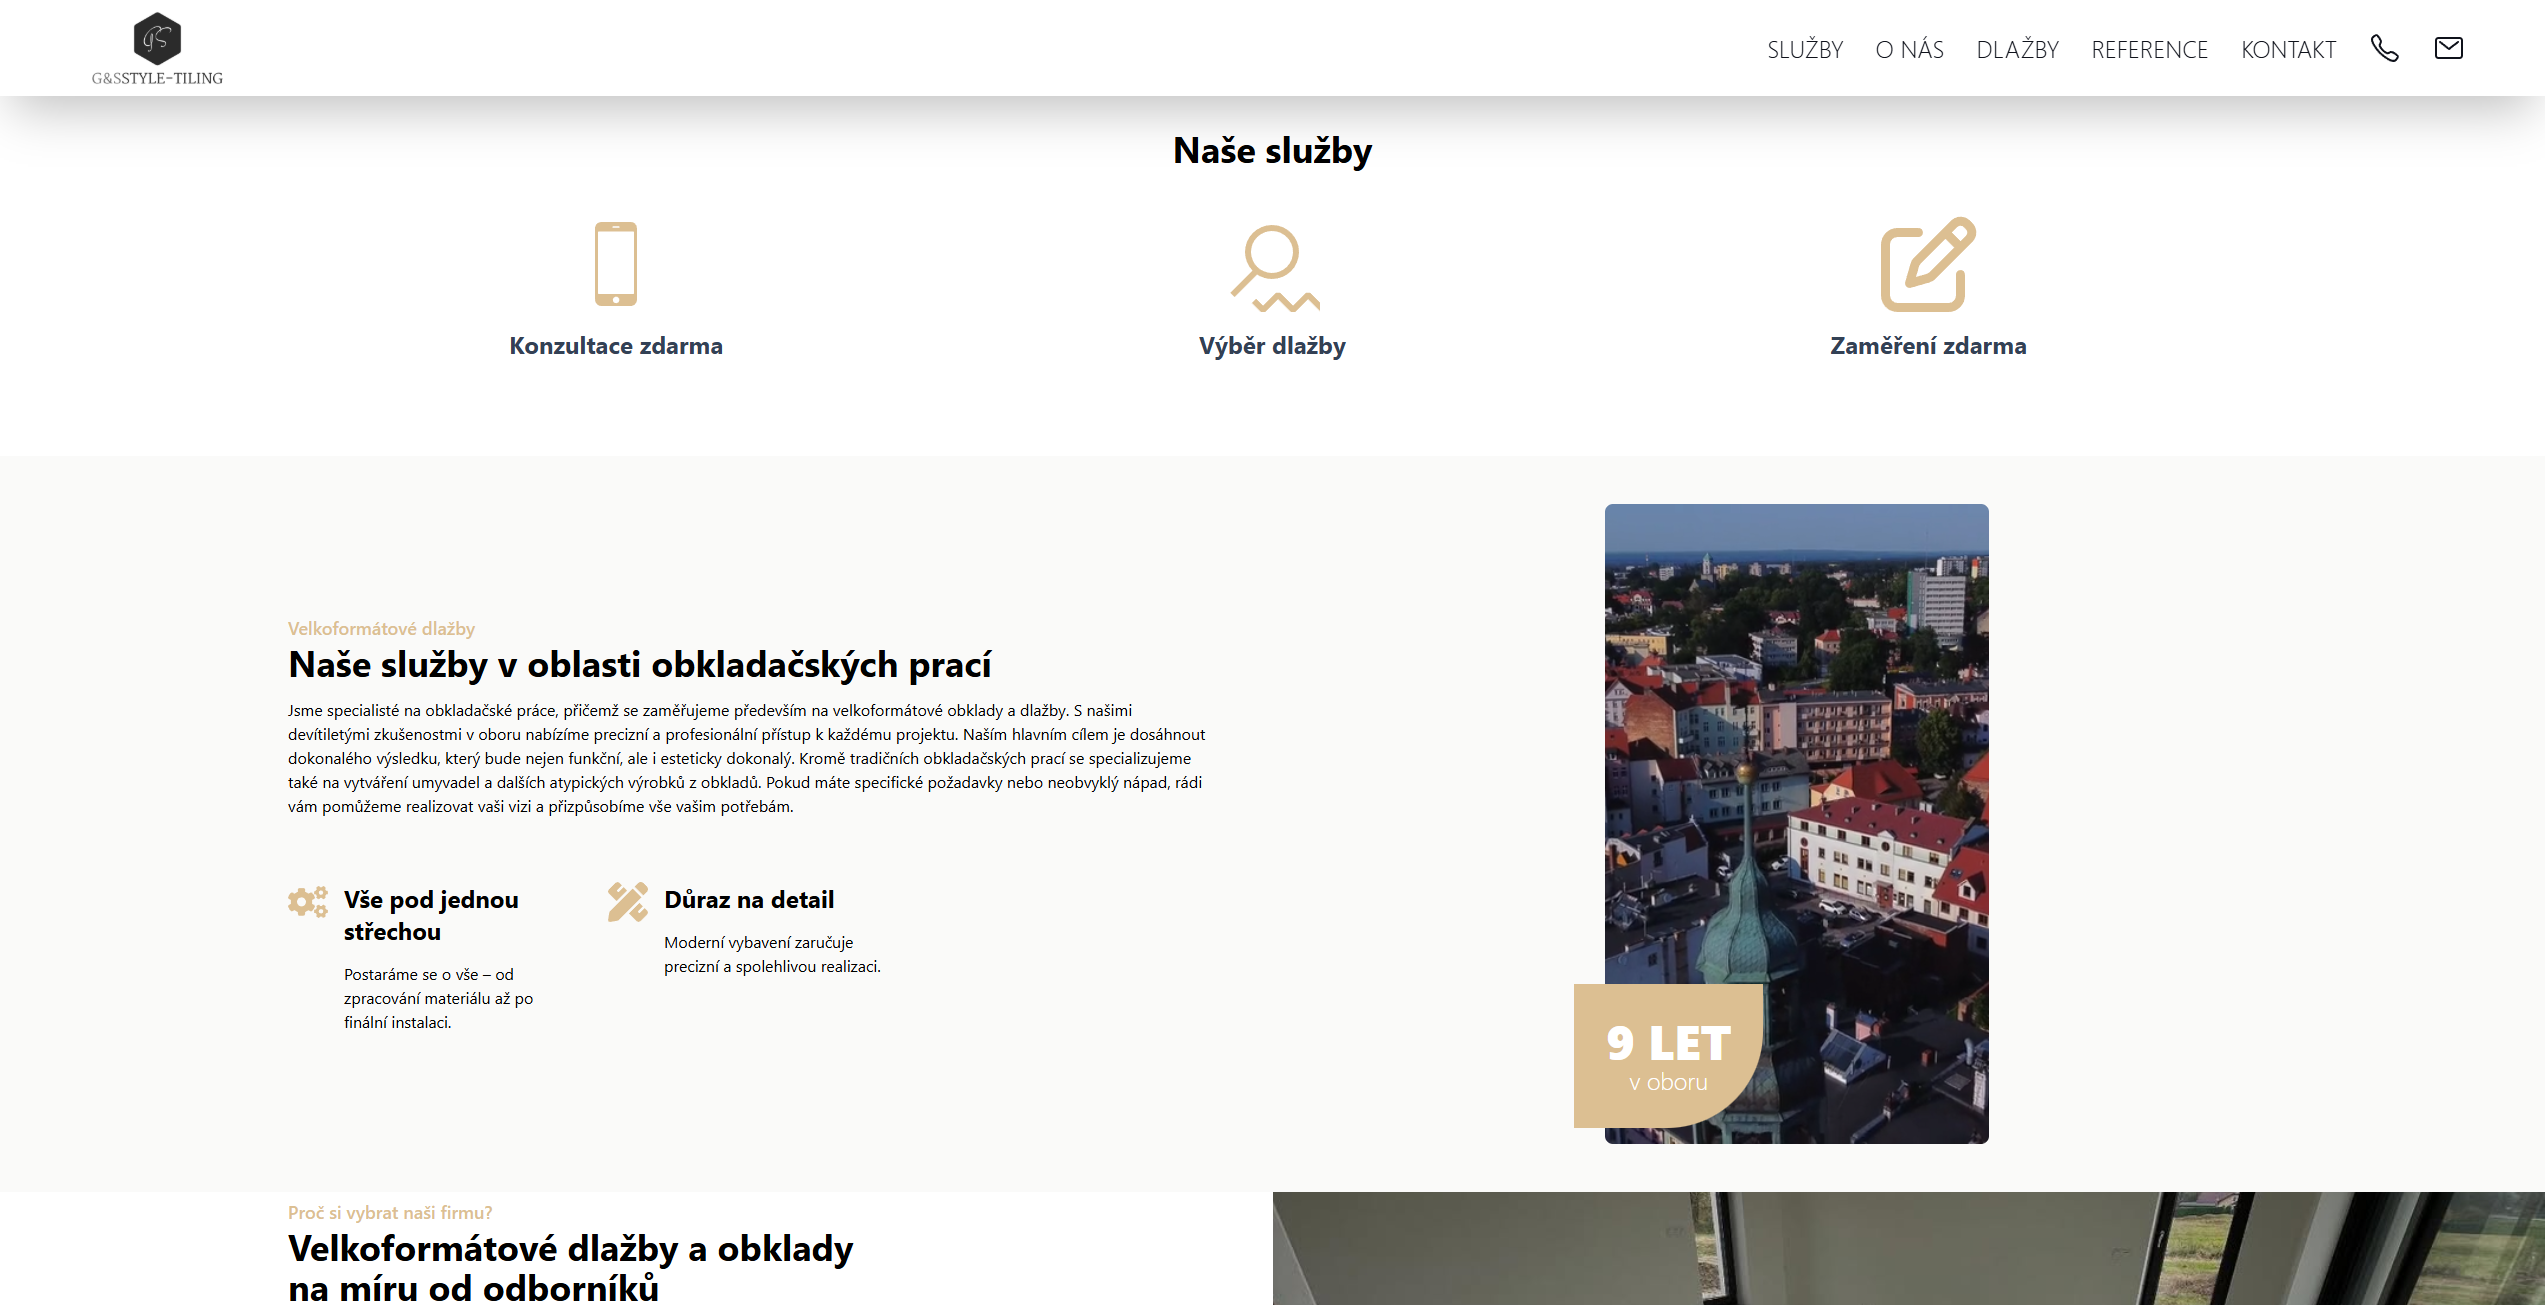 G&SSTYLE-TILING
SLUŽBY O NÁS DLAŽBY REFERENCE KONTAKT
Naše služby
Konzultace zdarma
Výběr dlažby
Zaměření zdarma
Velkoformátové dlažby
Naše služby v oblasti obkladačských prací
Jsme specialisté na obkladačské práce, přičemž se zaměřujeme především na velkoformátové obklady a dlažby. S našimi
devítiletými zkušenostmi v oboru nabízíme precizní a profesionální přístup k každému projektu. Naším hlavním cílem je dosáhnout
dokonalého výsledku, který bude nejen funkční, ale i esteticky dokonalý. Kromě tradičních obkladačských prací se specializujeme
také na vytváření umyvadel a dalších atypických výrobků z obkladů. Pokud máte specifické požadavky nebo neobvyklý nápad, rádi
vám pomůžeme realizovat vaši vizi a přizpůsobíme vše vašim potřebám.
Vše pod jednou
střechou
Postaráme se o vše – od
zpracování materiálu až po
finální instalaci.
Důraz na detail
Moderní vybavení zaručuje
precizní a spolehlivou realizaci.
9 LET
v oboru
Proč si vybrat naši firmu?
Velkoformátové dlažby a obklady
na míru od odborníků